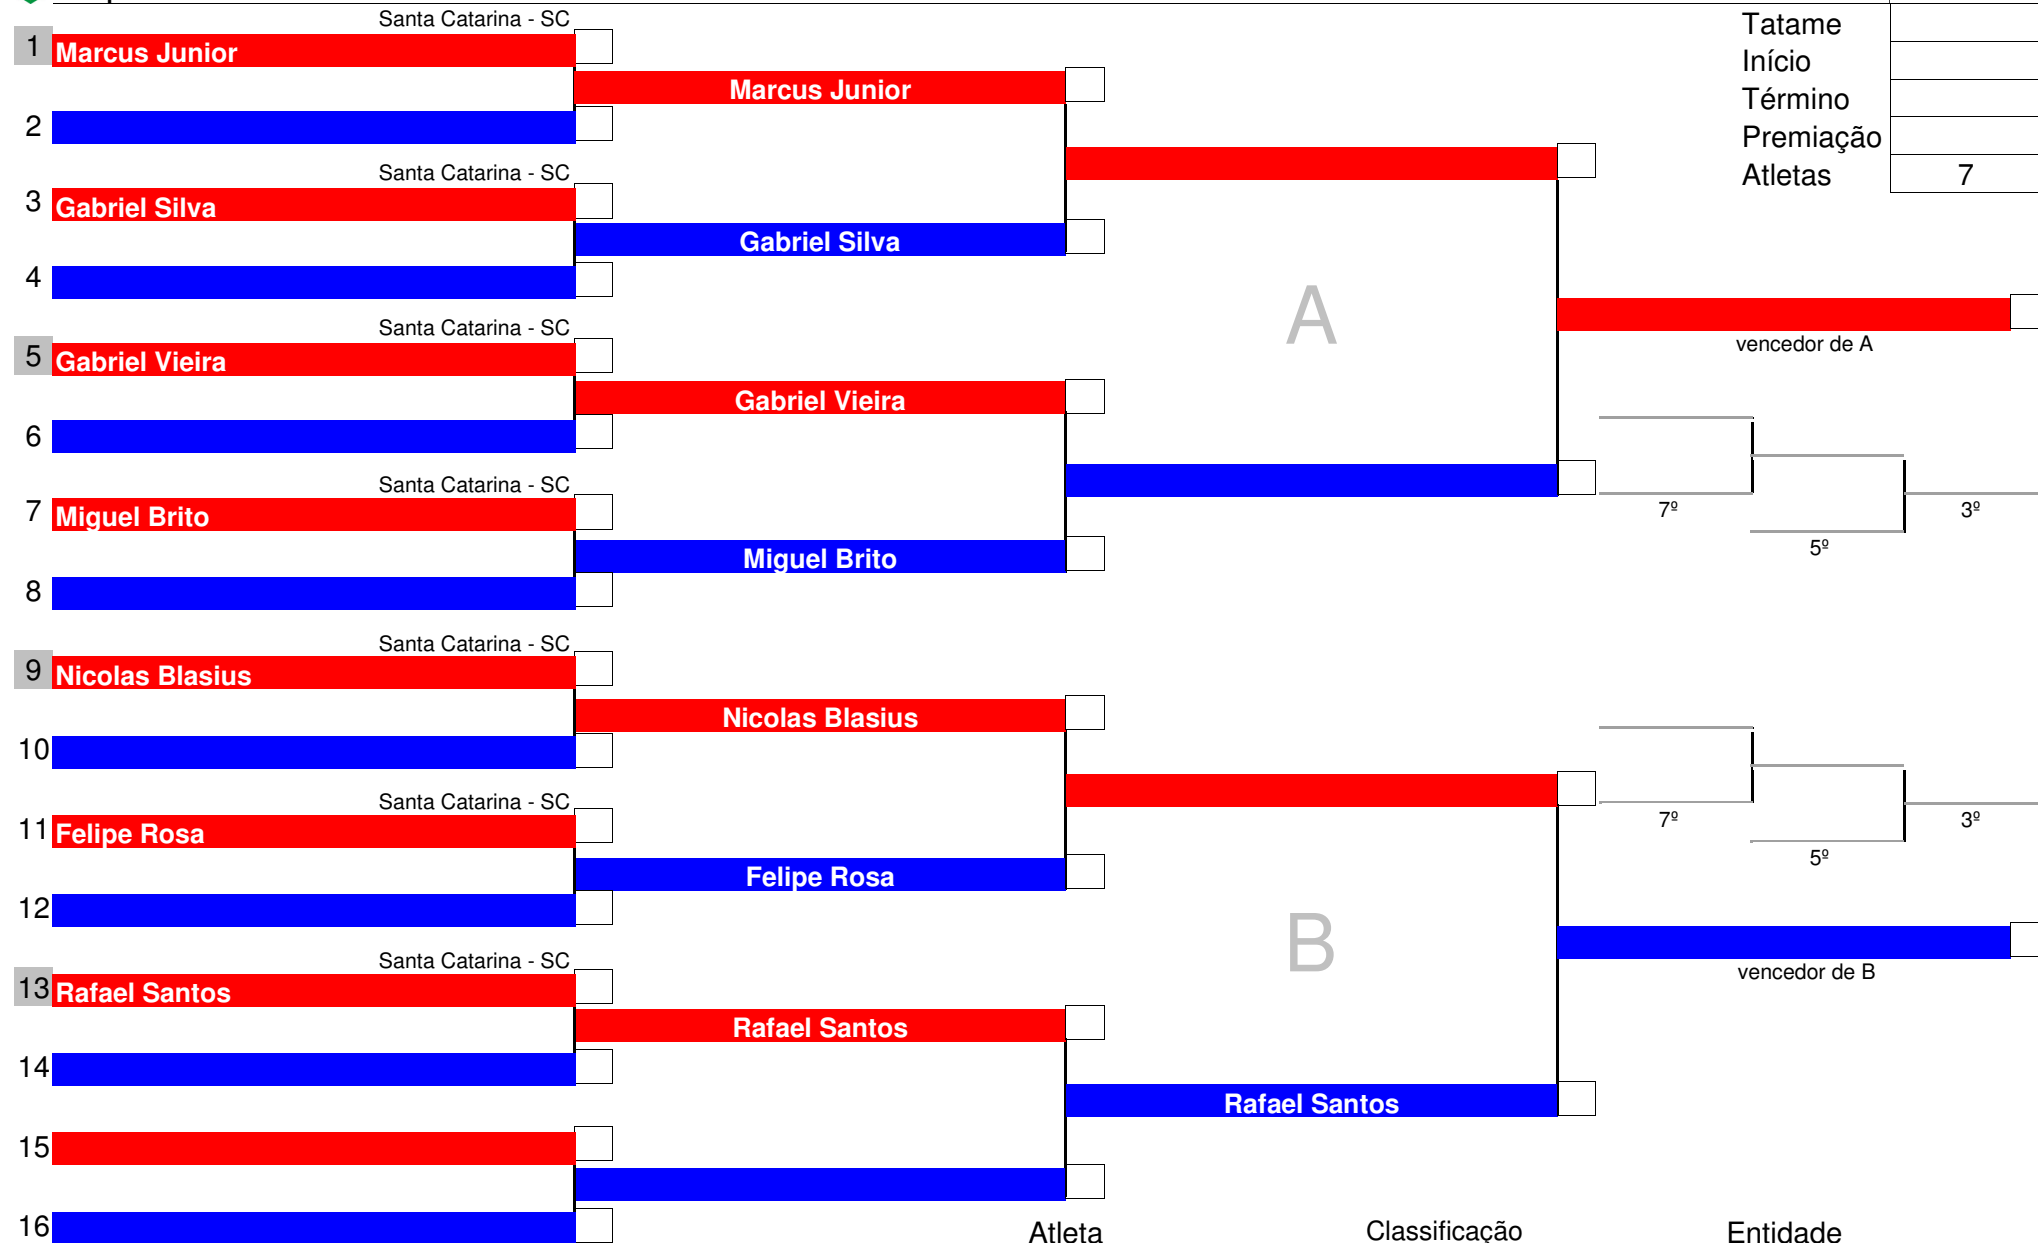 Santa Catarina - SC
1 Marcus Junior
Marcus Junior
2
Santa Catarina - SC
3 Gabriel Silva
Gabriel Silva
4
Santa Catarina - SC
5 Gabriel Vieira
Gabriel Vieira
6
Santa Catarina - SC
7 Miguel Brito
Miguel Brito
8
Santa Catarina - SC
9 Nicolas Blasius
Nicolas Blasius
10
Santa Catarina - SC
11 Felipe Rosa
Felipe Rosa
12
Santa Catarina - SC
13 Rafael Santos
Rafael Santos
14
Rafael Santos
15
16
A
B
Tatame
Início
Término
Premiação
Atletas 7
vencedor de A
7º
3º
5º
7º
3º
5º
vencedor de B
Atleta Classificação Entidade